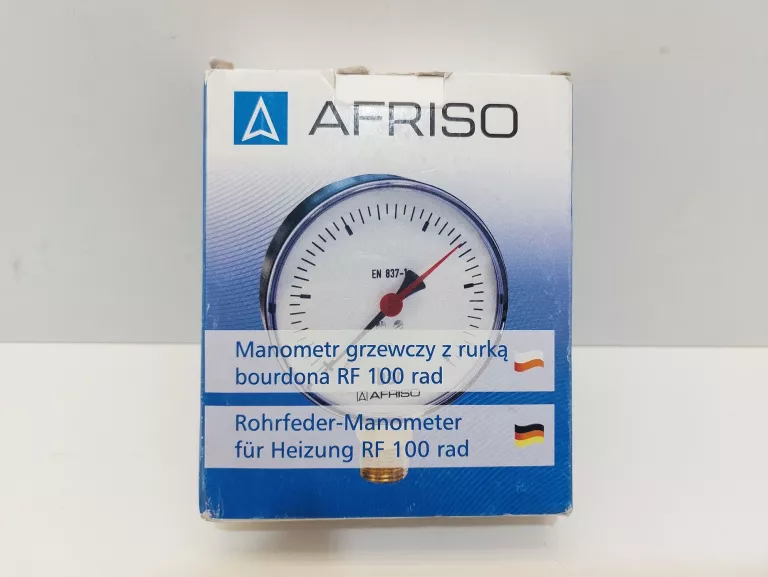 AFRISO
EN 837-1
Manometr grzewczy z rurką
bourdona RF 100 rad
AFRISO
Rohrfeder-Manometer
für Heizung RF 100 rad